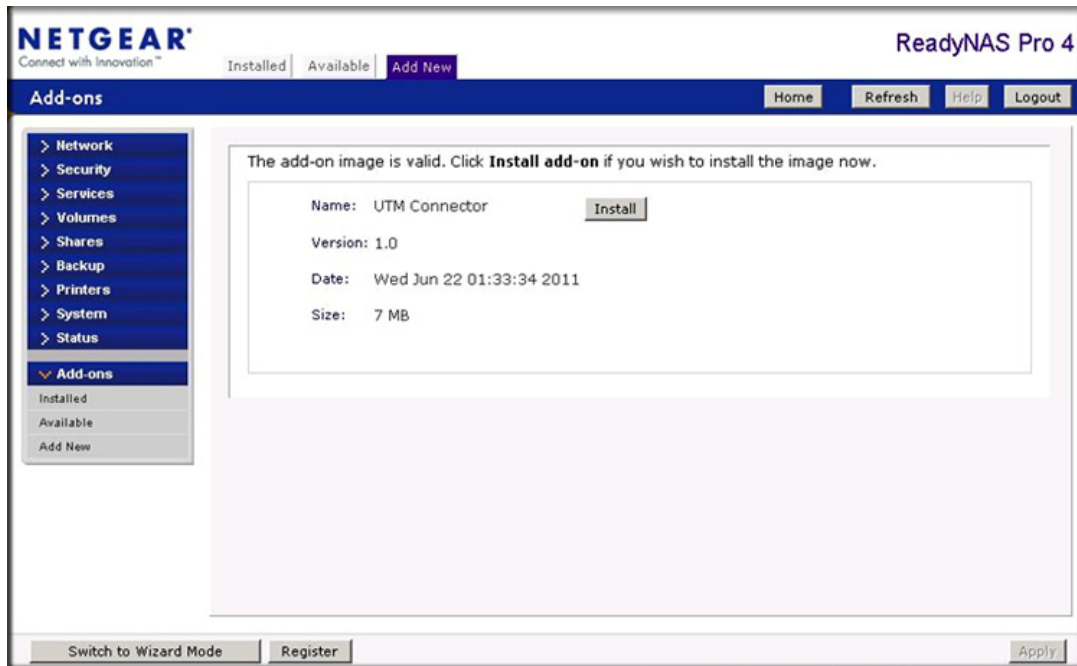 NETGEAR®
Connect with Innovation™
ReadyNAS Pro 4
Installed
Available
Add New
Add-ons
Home
Refresh
Help
Logout
> Network
> Security
> Services
> Volumes
> Shares
> Backup
> Printers
> System
> Status
Add-ons
Installed
Available
Add New
The add-on image is valid. Click Install add-on if you wish to install the image now.
Name: UTM Connector
Install
Version: 1.0
Date: Wed Jun 22 01:33:34 2011
Size: 7 MB
Switch to Wizard Mode
Register
Apply